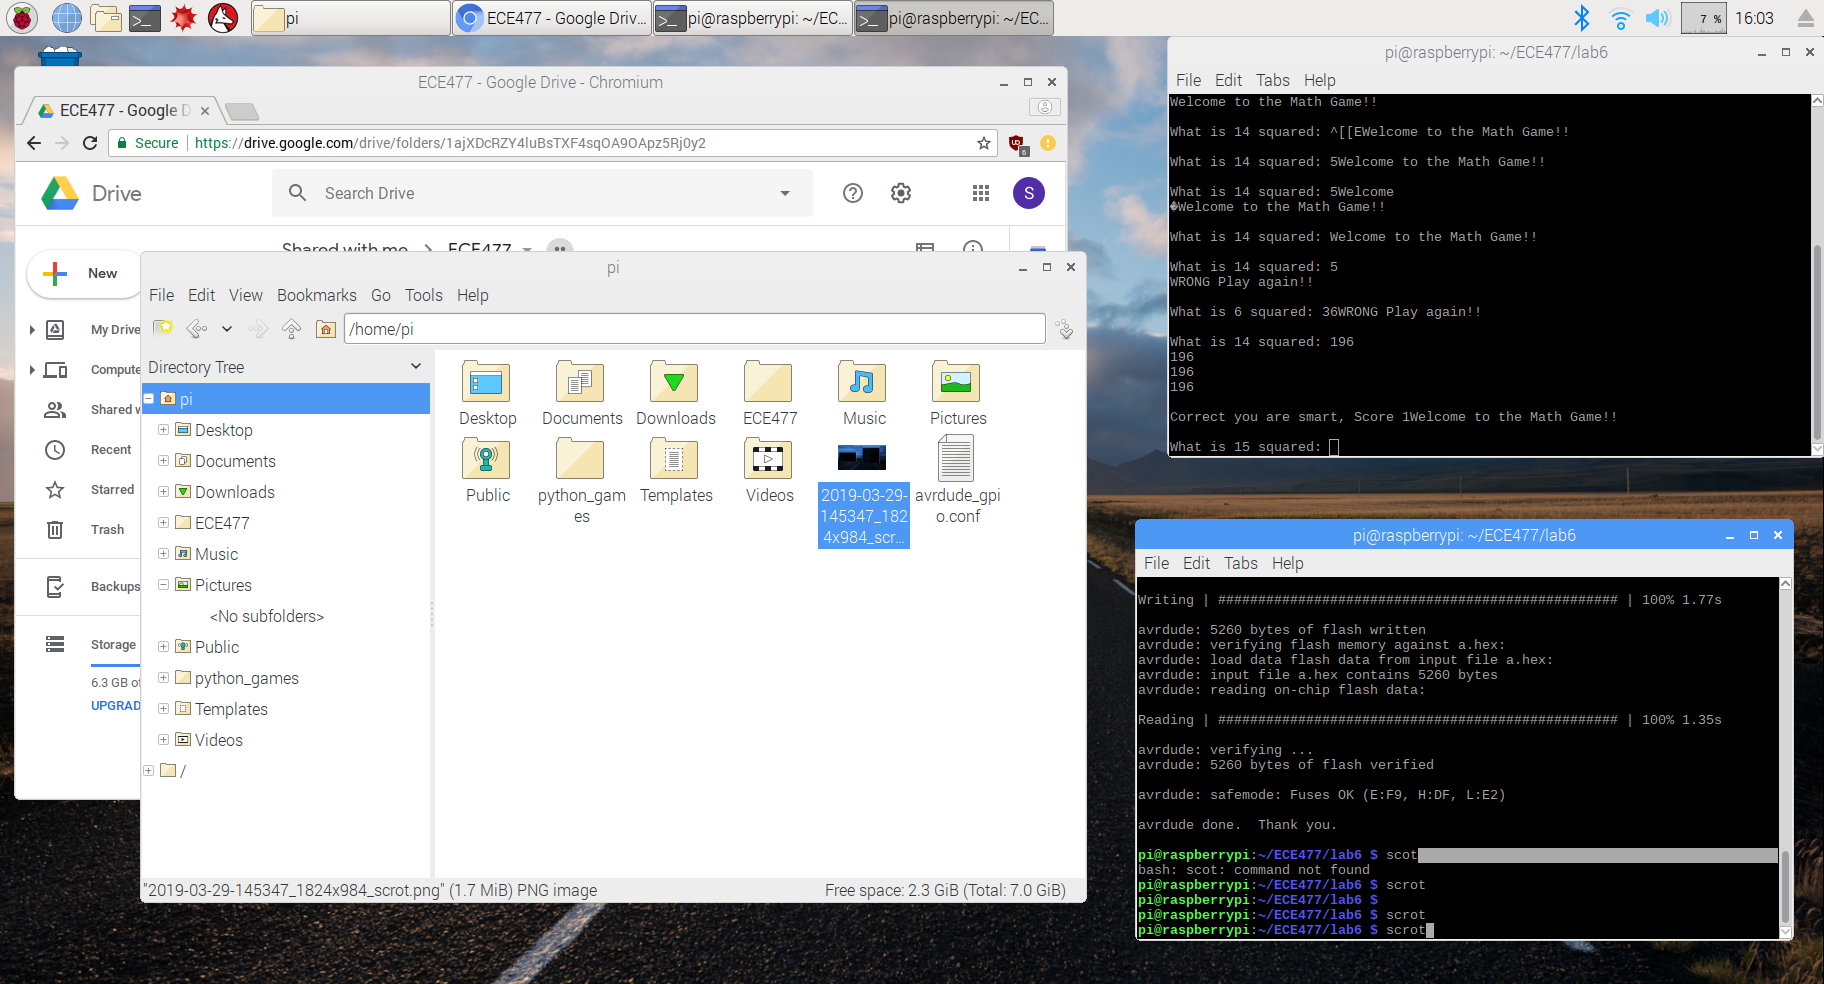 pi
ECE477 - Google Driv...
pi@raspberrypi: ~/EC...
pi@raspberrypi: ~/EC...
7 %
16:03
ECE477 - Google Drive - Chromium
ECE477 - Google D
Secure
https://drive.google.com/drive/folders/1ajXDcRZY4luBsTXF4sqOA9OApz5Rj0y2
6
Drive
Search Drive
S
Shared with me > ECE477
New
My Drive
Compute
Shared w
Recent
Starred
Trash
Backups
Storage
6.3 GB of
UPGRAD
pi
File Edit View Bookmarks Go Tools Help
/home/pi
Directory Tree
pi
Desktop
Documents
Downloads
ECE477
Music
Pictures
<No subfolders>
Public
python_games
Templates
Videos
/
Desktop Documents Downloads ECE477 Music Pictures
Public python_games Templates Videos 2019-03-29-145347_1824x984_scr... avrdude_gpio.conf
"2019-03-29-145347_1824x984_scrot.png" (1.7 MiB) PNG image
Free space: 2.3 GiB (Total: 7.0 GiB)
pi@raspberrypi: ~/ECE477/lab6
File Edit Tabs Help
Welcome to the Math Game!!
What is 14 squared: ^[[EWelcome to the Math Game!!
What is 14 squared: 5Welcome to the Math Game!!
What is 14 squared: 5Welcome
�Welcome to the Math Game!!
What is 14 squared: Welcome to the Math Game!!
What is 14 squared: 5
WRONG Play again!!
What is 6 squared: 36WRONG Play again!!
What is 14 squared: 196
196
196
196
Correct you are smart, Score 1Welcome to the Math Game!!
What is 15 squared:
pi@raspberrypi: ~/ECE477/lab6
File Edit Tabs Help
Writing | ################################################## | 100% 1.77s
avrdude: 5260 bytes of flash written
avrdude: verifying flash memory against a.hex:
avrdude: load data flash data from input file a.hex:
avrdude: input file a.hex contains 5260 bytes
avrdude: reading on-chip flash data:
Reading | ################################################## | 100% 1.35s
avrdude: verifying ...
avrdude: 5260 bytes of flash verified
avrdude: safemode: Fuses OK (E:F9, H:DF, L:E2)
avrdude done.  Thank you.
pi@raspberrypi:~/ECE477/lab6 $ scot
bash: scot: command not found
pi@raspberrypi:~/ECE477/lab6 $ scrot
pi@raspberrypi:~/ECE477/lab6 $
pi@raspberrypi:~/ECE477/lab6 $ scrot
pi@raspberrypi:~/ECE477/lab6 $ scrot